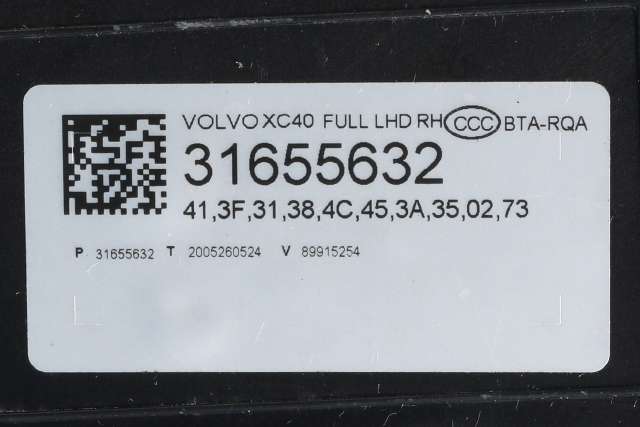 VOLVO XC40 FULL LHD RH CCC BTA-RQA
31655632
41,3F,31,38,4C,45,3A,35,02,73
P 31655632 T 2005260524 V 89915254